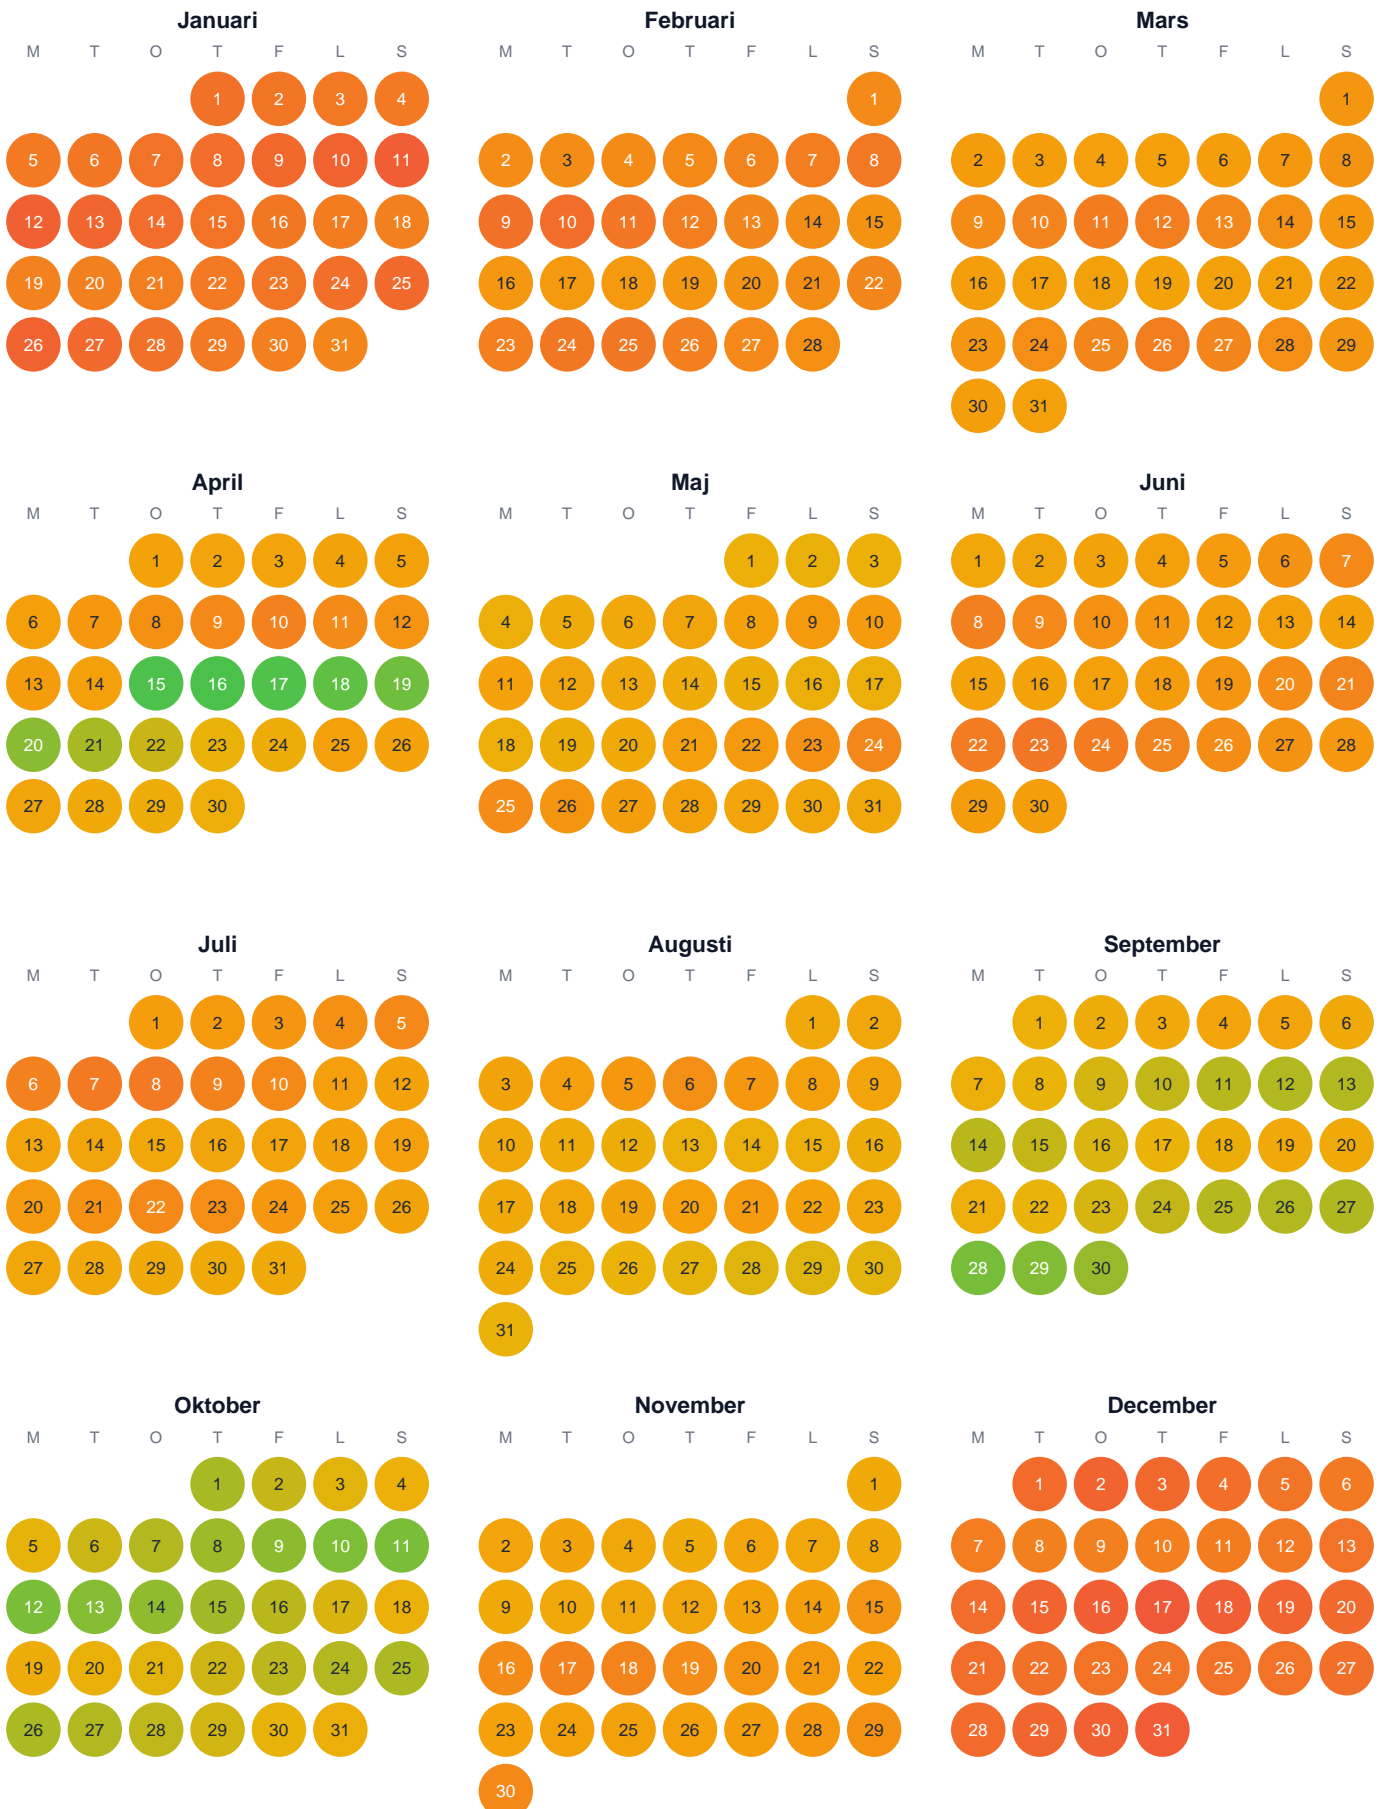 Januari Februari Mars
M T O T F L S M T O T F L S M T O T F L S
1 2 3 4 1 1
5 6 7 8 9 10 11 2 3 4 5 6 7 8 2 3 4 5 6 7 8
12 13 14 15 16 17 18 9 10 11 12 13 14 15 9 10 11 12 13 14 15
19 20 21 22 23 24 25 16 17 18 19 20 21 22 16 17 18 19 20 21 22
26 27 28 29 30 31 23 24 25 26 27 28 23 24 25 26 27 28 29
30 31
April Maj Juni
M T O T F L S M T O T F L S M T O T F L S
1 2 3 4 5 1 2 3 1 2 3 4 5 6 7
6 7 8 9 10 11 12 4 5 6 7 8 9 10 8 9 10 11 12 13 14
13 14 15 16 17 18 19 11 12 13 14 15 16 17 15 16 17 18 19 20 21
20 21 22 23 24 25 26 18 19 20 21 22 23 24 22 23 24 25 26 27 28
27 28 29 30 25 26 27 28 29 30 31 29 30
Juli Augusti September
M T O T F L S M T O T F L S M T O T F L S
1 2 3 4 5 1 2 1 2 3 4 5 6
6 7 8 9 10 11 12 3 4 5 6 7 8 9 7 8 9 10 11 12 13
13 14 15 16 17 18 19 10 11 12 13 14 15 16 14 15 16 17 18 19 20
20 21 22 23 24 25 26 17 18 19 20 21 22 23 21 22 23 24 25 26 27
27 28 29 30 31 24 25 26 27 28 29 30 28 29 30
31
Oktober November December
M T O T F L S M T O T F L S M T O T F L S
1 2 3 4 1 1 2 3 4 5 6
5 6 7 8 9 10 11 2 3 4 5 6 7 8 7 8 9 10 11 12 13
12 13 14 15 16 17 18 9 10 11 12 13 14 15 14 15 16 17 18 19 20
19 20 21 22 23 24 25 16 17 18 19 20 21 22 21 22 23 24 25 26 27
26 27 28 29 30 31 23 24 25 26 27 28 29 28 29 30 31
30